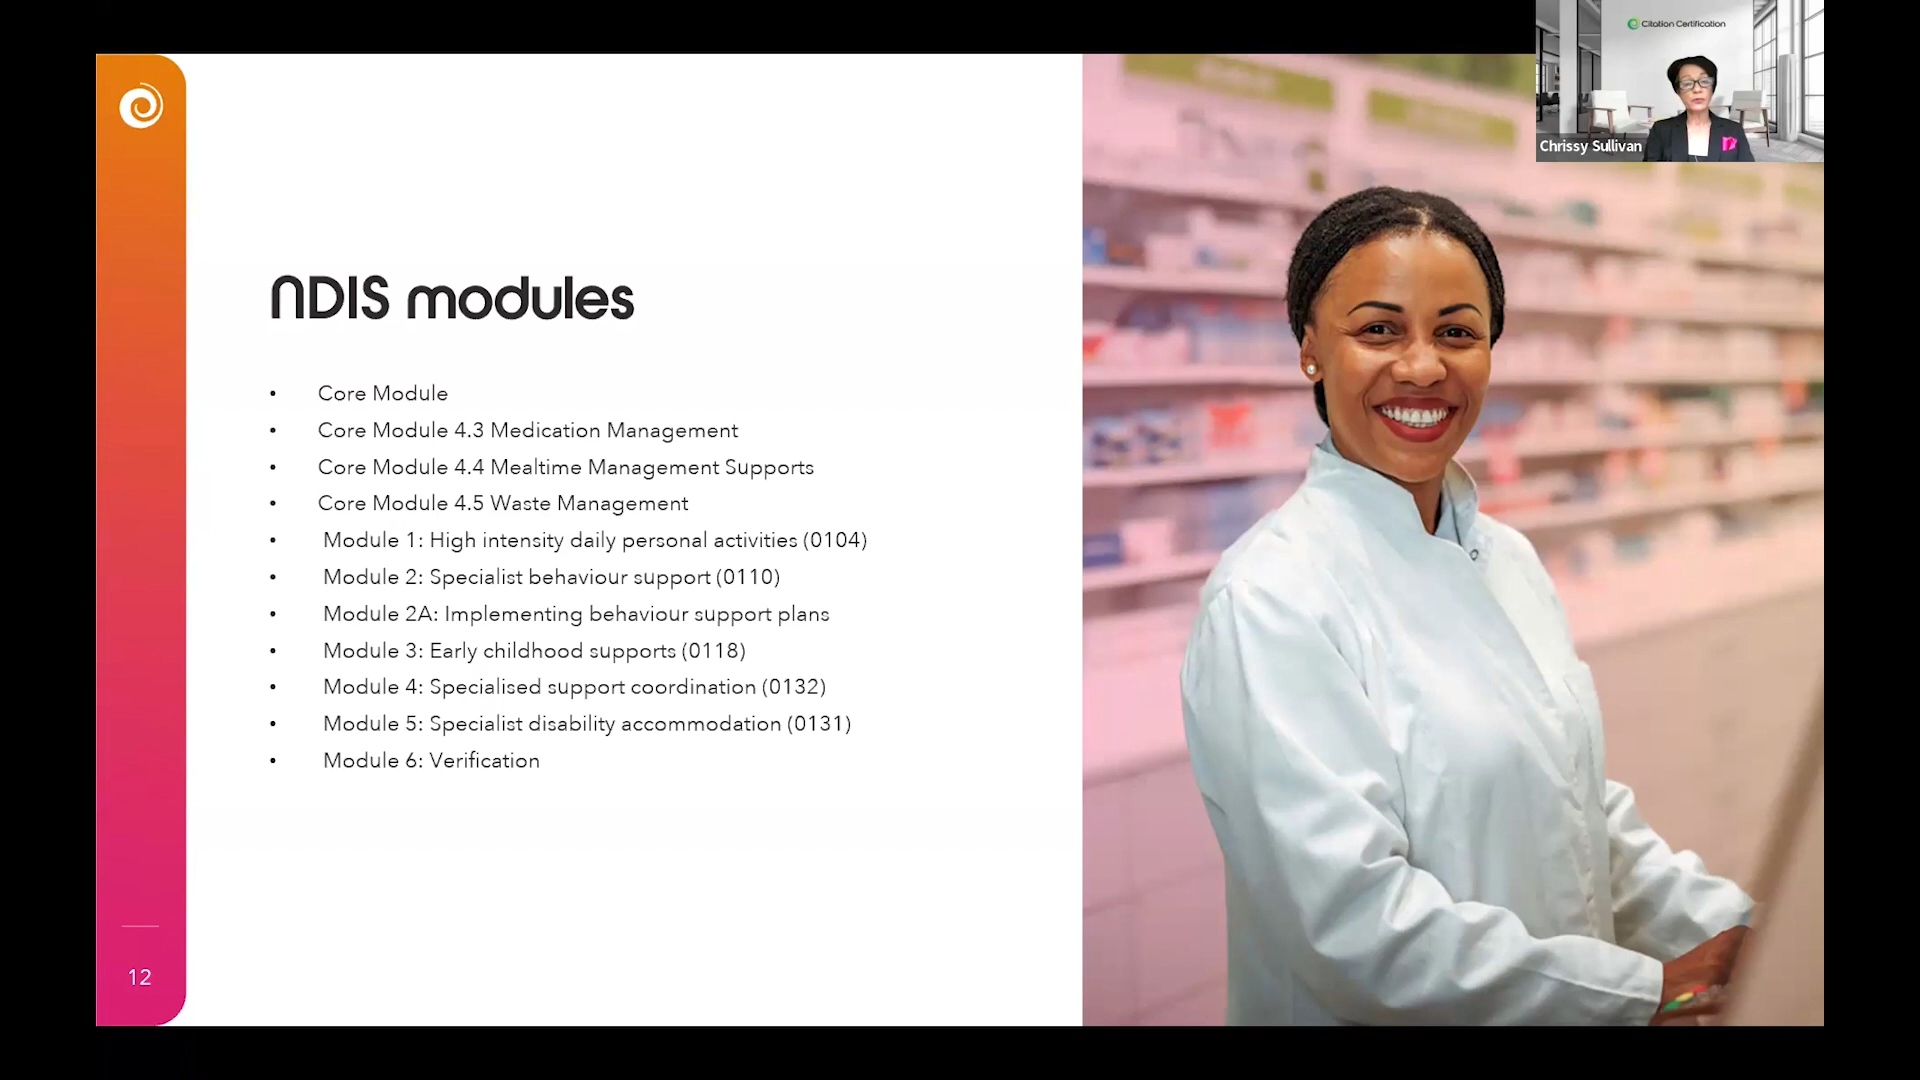 Citation Certification
Chrissy Sullivan
NDIS modules
• Core Module
• Core Module 4.3 Medication Management
• Core Module 4.4 Mealtime Management Supports
• Core Module 4.5 Waste Management
• Module 1: High intensity daily personal activities (0104)
• Module 2: Specialist behaviour support (0110)
• Module 2A: Implementing behaviour support plans
• Module 3: Early childhood supports (0118)
• Module 4: Specialised support coordination (0132)
• Module 5: Specialist disability accommodation (0131)
• Module 6: Verification
12